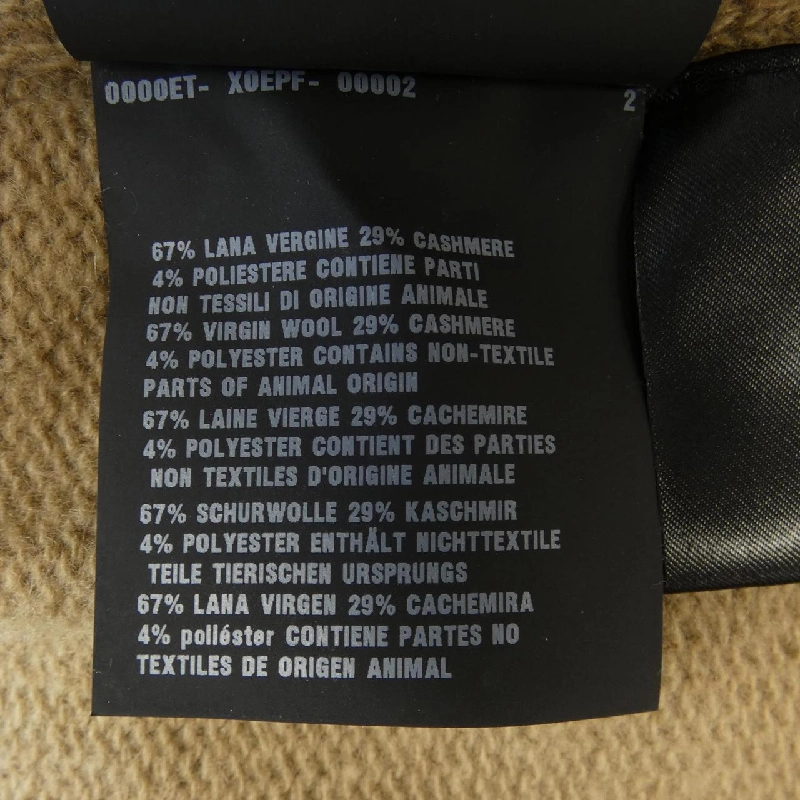 0000ET- X0EPF- 00002
2
67% LANA VERGINE 29% CASHMERE
4% POLIESTERE CONTIENE PARTI
NON TESSILI DI ORIGINE ANIMALE
67% VIRGIN WOOL 29% CASHMERE
4% POLYESTER CONTAINS NON-TEXTILE
PARTS OF ANIMAL ORIGIN
67% LAINE VIERGE 29% CACHEMIRE
4% POLYESTER CONTIENT DES PARTIES
NON TEXTILES D'ORIGINE ANIMALE
67% SCHURWOLLE 29% KASCHMIR
4% POLYESTER ENTHÄLT NICHTTEXTILE
TEILE TIERISCHEN URSPRUNGS
67% LANA VIRGEN 29% CACHEMIRA
4% poliéster CONTIENE PARTES NO
TEXTILES DE ORIGEN ANIMAL